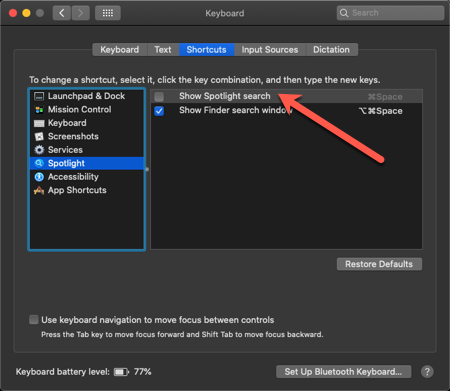 Keyboard
Search
Keyboard Text Shortcuts Input Sources Dictation
To change a shortcut, select it, click the key combination, and then type the new keys.
Launchpad & Dock
Mission Control
Keyboard
Screenshots
Services
Spotlight
Accessibility
App Shortcuts
Show Spotlight search ⌘Space
Show Finder search window ⌥⌘Space
Restore Defaults
Use keyboard navigation to move focus between controls
Press the Tab key to move focus forward and Shift Tab to move focus backward.
Keyboard battery level: 77%
Set Up Bluetooth Keyboard...
?